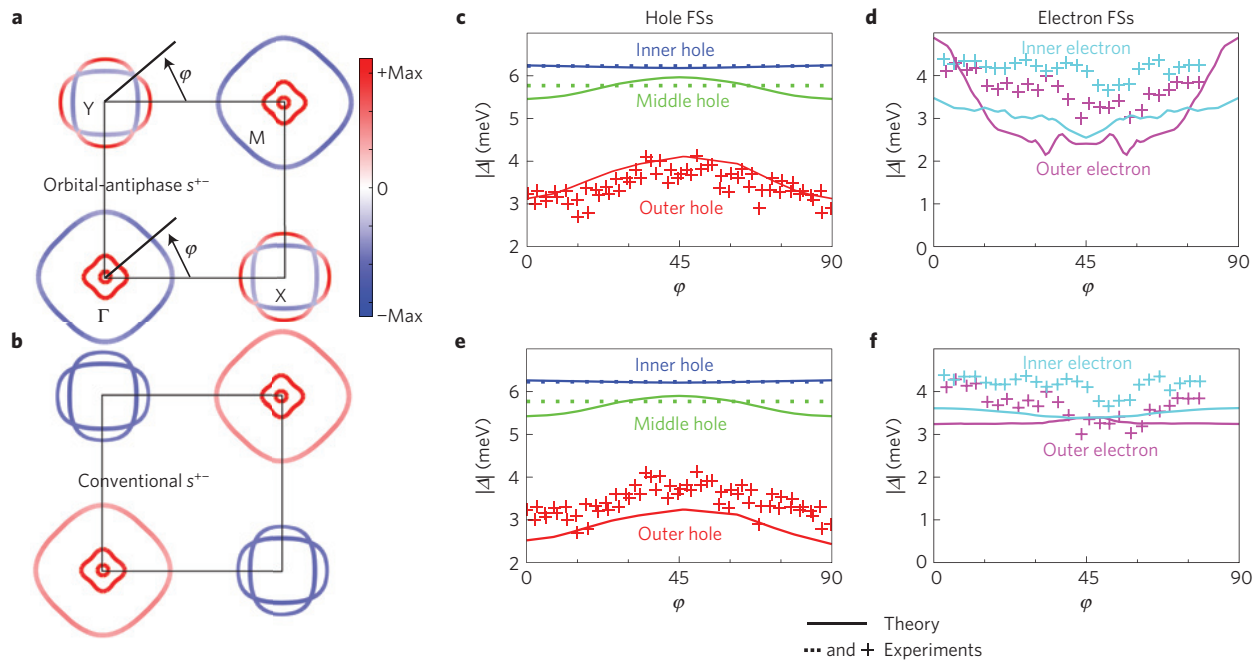 a
Y
φ
M
Orbital-antiphase s+−
φ
Γ
X
+Max
0
−Max
b
Conventional s+−
c
Hole FSs
Inner hole
Middle hole
Outer hole
|Δ| (meV)
6
5
4
3
2
0
45
90
φ
d
Electron FSs
Inner electron
Outer electron
|Δ| (meV)
4
3
2
1
0
0
45
90
φ
e
Inner hole
Middle hole
Outer hole
|Δ| (meV)
6
5
4
3
2
0
45
90
φ
f
Inner electron
Outer electron
|Δ| (meV)
4
6
2
1
0
0
45
90
φ
Theory
and + Experiments